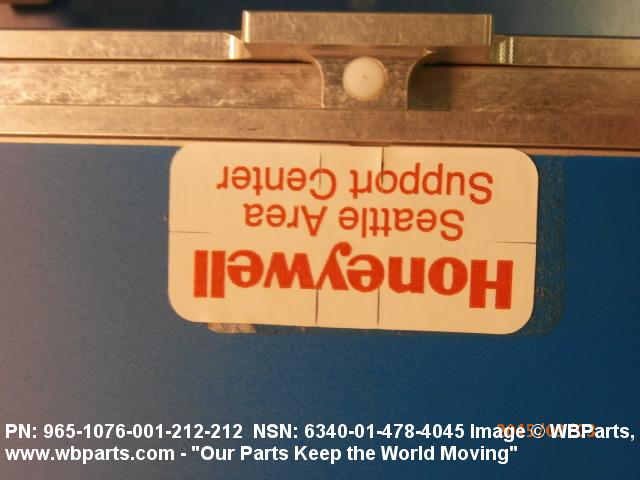 Honeywell
Seattle Area
Support Center
PN: 965-1076-001-212-212 NSN: 6340-01-478-4045 Image © WBParts,
www.wbparts.com - "Our Parts Keep the World Moving"